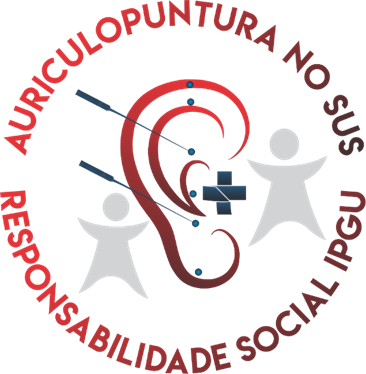 AURICULOPUNTURA NO SUS
RESPONSABILIDADE SOCIAL IPGU